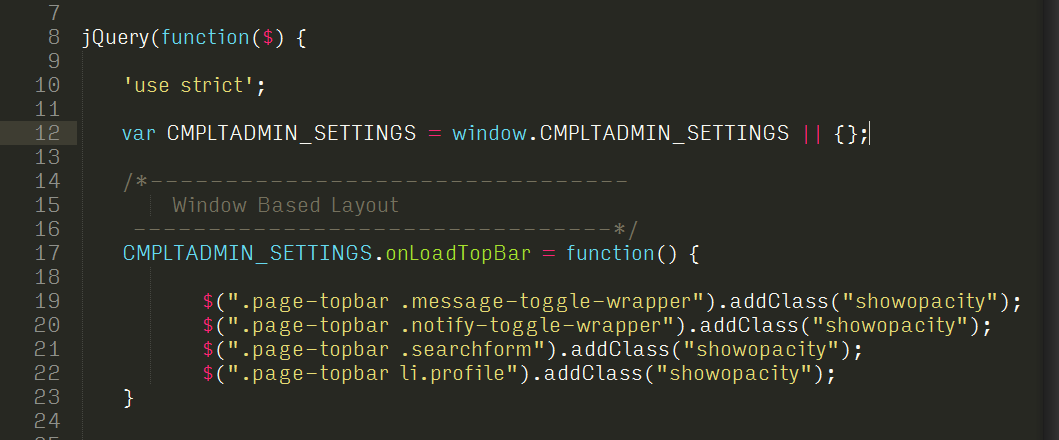 7
8 jQuery(function($) {
9
10 'use strict';
11
12 var CMPLTADMIN_SETTINGS = window.CMPLTADMIN_SETTINGS || {};
13
14 /*--------------------------------
15 Window Based Layout
16 --------------------------------*/
17 CMPLTADMIN_SETTINGS.onLoadTopBar = function() {
18
19 $(".page-topbar .message-toggle-wrapper").addClass("showopacity");
20 $(".page-topbar .notify-toggle-wrapper").addClass("showopacity");
21 $(".page-topbar .searchform").addClass("showopacity");
22 $(".page-topbar li.profile").addClass("showopacity");
23 }
24